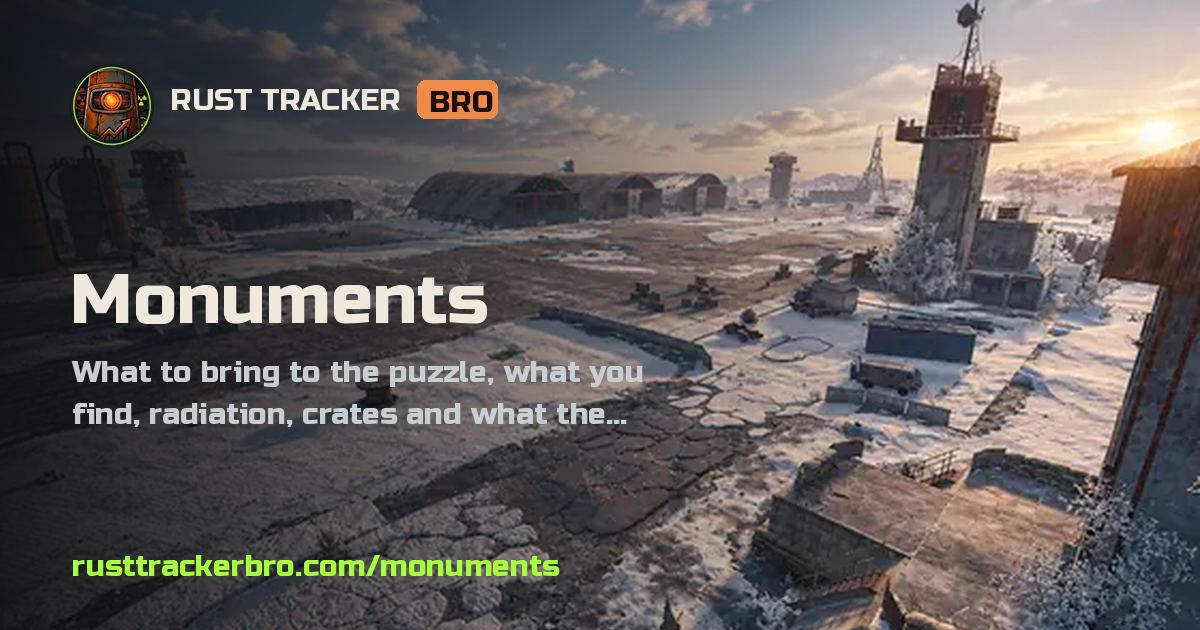 RUST TRACKER BRO
12
Monuments
What to bring to the puzzle, what you
find, radiation, crates and what the...
rusttrackerbro.com/monuments